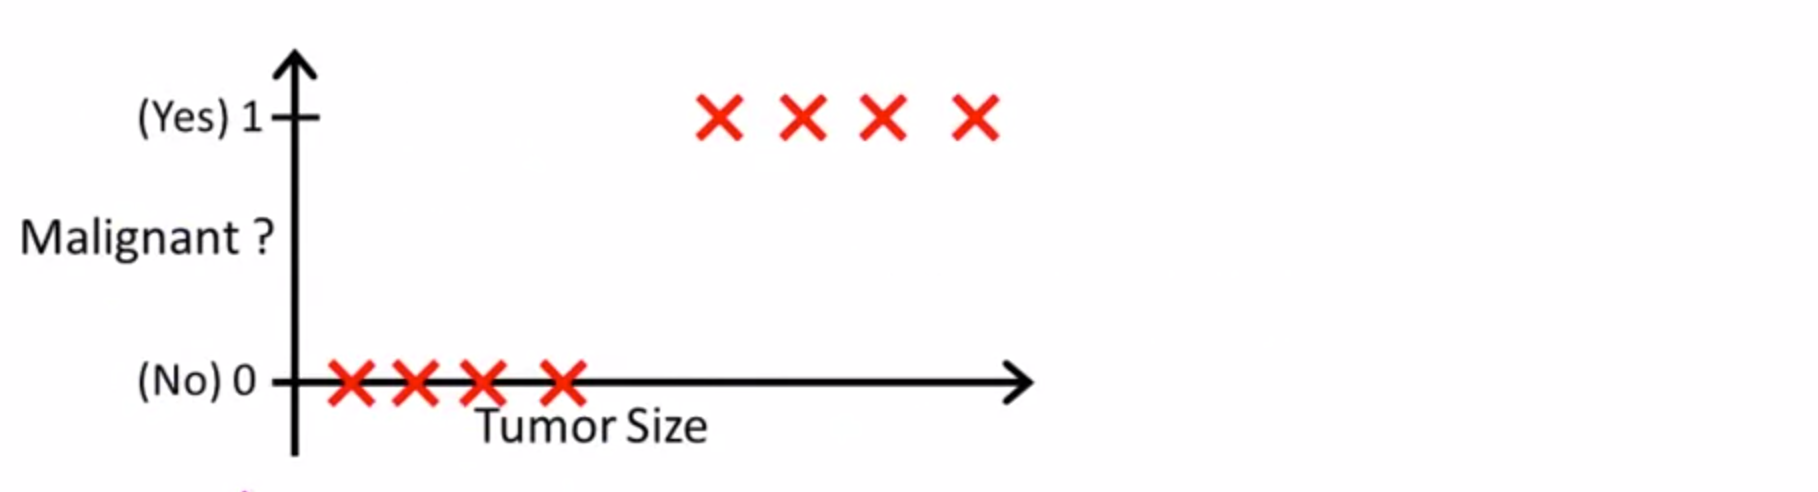 (Yes) 1
Malignant ?
(No) 0
Tumor Size